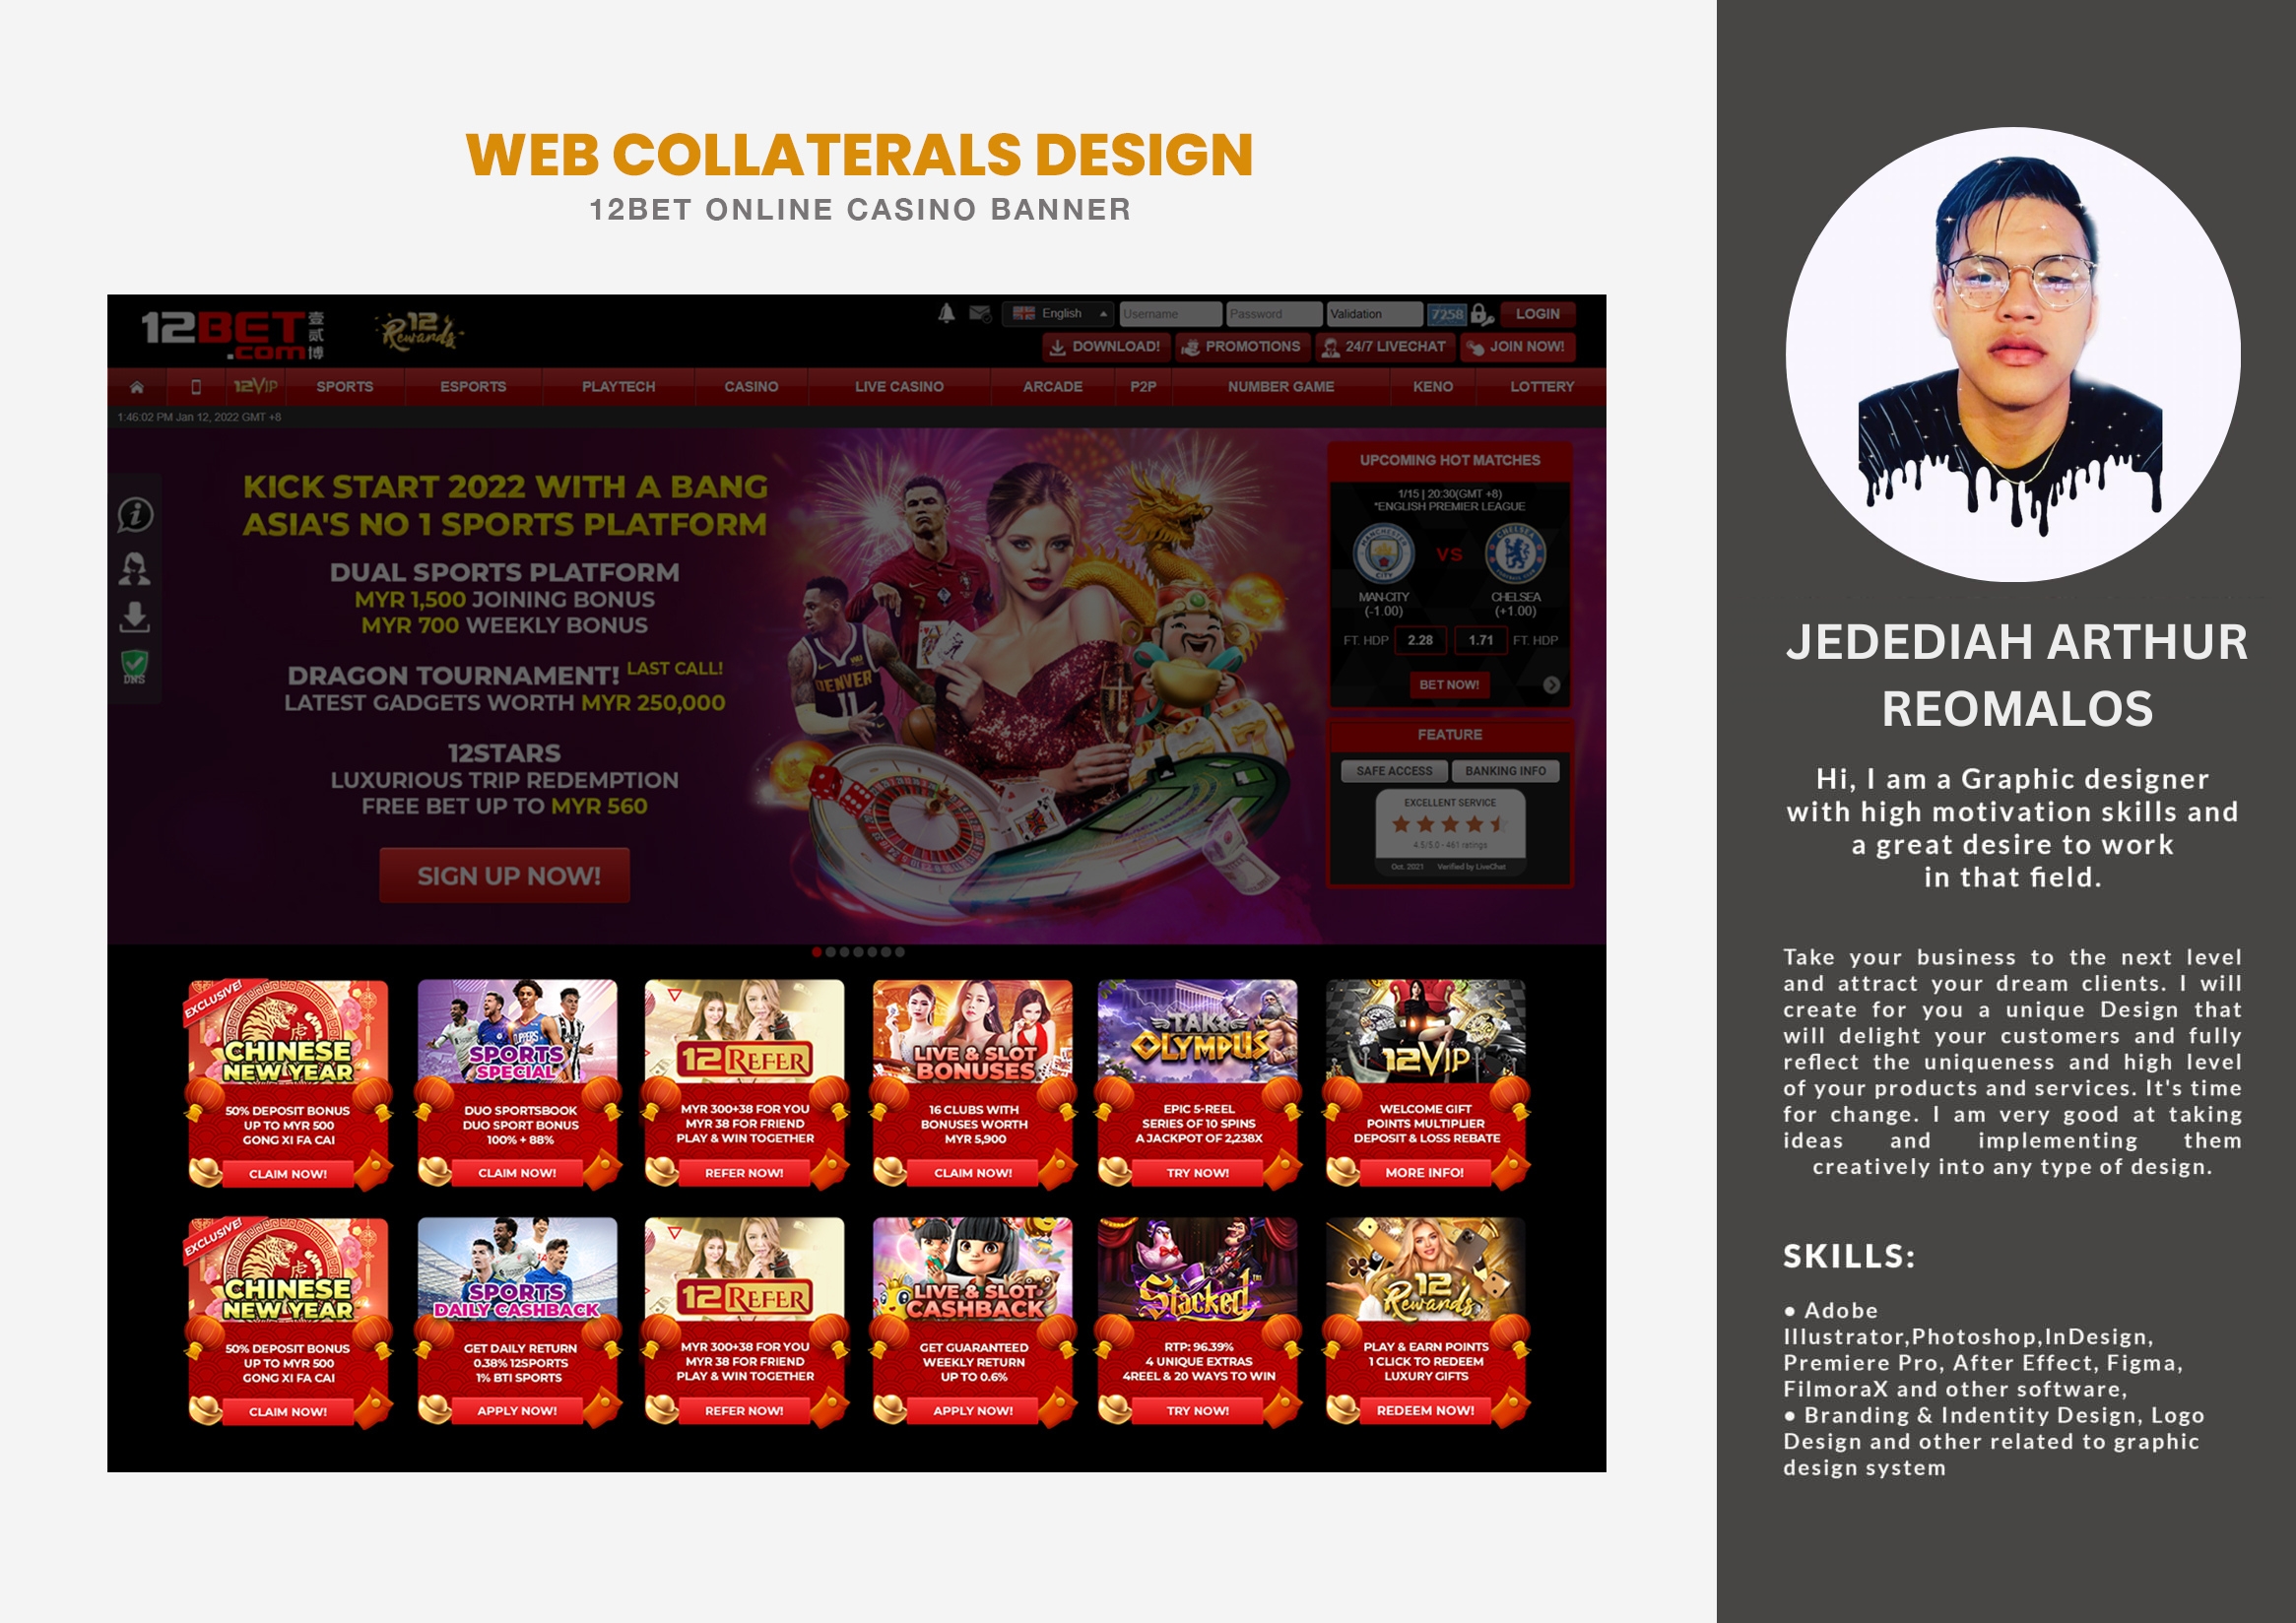 WEB COLLATERALS DESIGN
12BET ONLINE CASINO BANNER
12BET 壹贰博
.com
12 Rewards
English
Username
Password
Validation
7258
LOGIN
DOWNLOAD!
PROMOTIONS
24/7 LIVECHAT
JOIN NOW!
12VIP
SPORTS
ESPORTS
PLAYTECH
CASINO
LIVE CASINO
ARCADE
P2P
NUMBER GAME
KENO
LOTTERY
1:46:02 PM Jan 12, 2022 GMT +8
KICK START 2022 WITH A BANG
ASIA'S NO 1 SPORTS PLATFORM
DUAL SPORTS PLATFORM
MYR 1,500 JOINING BONUS
MYR 700 WEEKLY BONUS
DRAGON TOURNAMENT! LAST CALL!
LATEST GADGETS WORTH MYR 250,000
12STARS
LUXURIOUS TRIP REDEMPTION
FREE BET UP TO MYR 560
SIGN UP NOW!
DNS
DENVER
11
7
UPCOMING HOT MATCHES
1/15 | 20:30(GMT +8)
*ENGLISH PREMIER LEAGUE
MANCHESTER
CITY
VS
CHELSEA
FOOTBALL CLUB
MAN-CITY
(-1.00)
CHELSEA
(+1.00)
FT. HDP
2.28
1.71
FT. HDP
BET NOW!
FEATURE
SAFE ACCESS
BANKING INFO
EXCELLENT SERVICE
4.5/5.0 - 461 ratings
Oct. 2021
Verified by LiveChat
EXCLUSIVE!
CHINESE
NEW YEAR
50% DEPOSIT BONUS
UP TO MYR 500
GONG XI FA CAI
CLAIM NOW!
CLIPPERS
SPORTS
SPECIAL
DUO SPORTSBOOK
DUO SPORT BONUS
100% + 88%
CLAIM NOW!
12REFER
MYR 300+38 FOR YOU
MYR 38 FOR FRIEND
PLAY & WIN TOGETHER
REFER NOW!
LIVE & SLOT
BONUSES
16 CLUBS WITH
BONUSES WORTH
MYR 5,900
CLAIM NOW!
TAKE
OLYMPUS
EPIC 5-REEL
SERIES OF 10 SPINS
A JACKPOT OF 2,238X
TRY NOW!
12VIP
WELCOME GIFT
POINTS MULTIPLIER
DEPOSIT & LOSS REBATE
MORE INFO!
EXCLUSIVE!
CHINESE
NEW YEAR
50% DEPOSIT BONUS
UP TO MYR 500
GONG XI FA CAI
CLAIM NOW!
SPORTS
DAILY CASHBACK
GET DAILY RETURN
0.38% 12SPORTS
1% BTI SPORTS
APPLY NOW!
12REFER
MYR 300+38 FOR YOU
MYR 38 FOR FRIEND
PLAY & WIN TOGETHER
REFER NOW!
LIVE & SLOT
CASHBACK
GET GUARANTEED
WEEKLY RETURN
UP TO 0.6%
APPLY NOW!
Stacked™
RTP: 96.39%
4 UNIQUE EXTRAS
4REEL & 20 WAYS TO WIN
TRY NOW!
12
Rewards
PLAY & EARN POINTS
1 CLICK TO REDEEM
LUXURY GIFTS
REDEEM NOW!
JEDEDIAH ARTHUR
REOMALOS
Hi, I am a Graphic designer
with high motivation skills and
a great desire to work
in that field.
Take your business to the next level
and attract your dream clients. I will
create for you a unique Design that
will delight your customers and fully
reflect the uniqueness and high level
of your products and services. It's time
for change. I am very good at taking
ideas and implementing them
creatively into any type of design.
SKILLS:
● Adobe
Illustrator,Photoshop,InDesign,
Premiere Pro, After Effect, Figma,
FilmoraX and other software,
● Branding & Indentity Design, Logo
Design and other related to graphic
design system